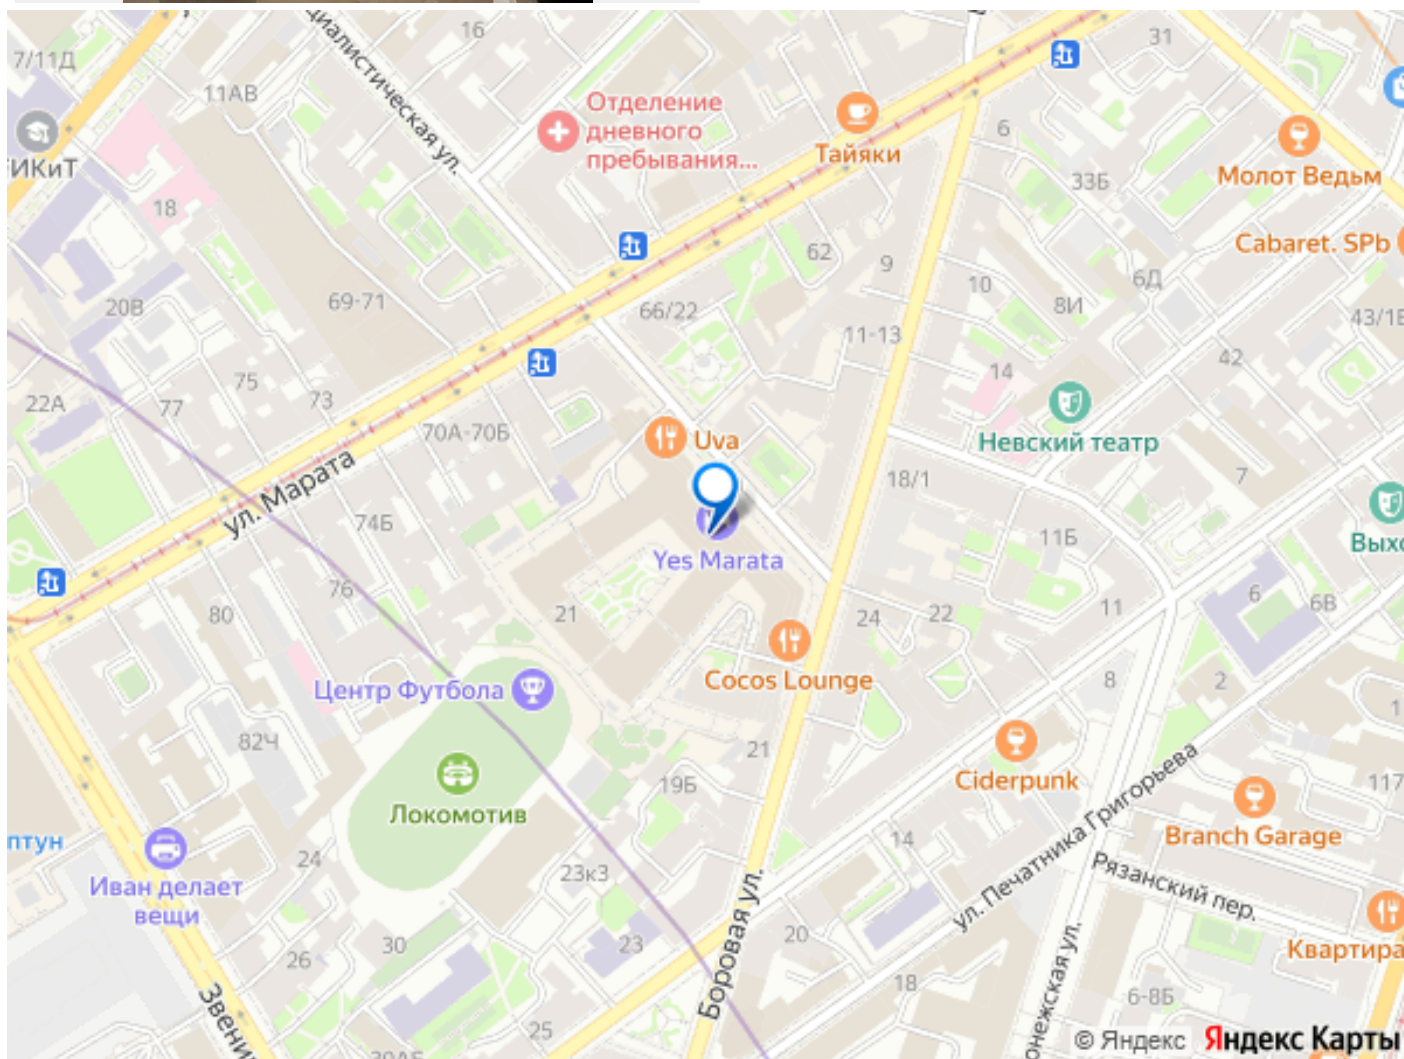 16
31
7/11Д
11АВ
циалистическая ул.
Отделение
дневного
пребывания...
Тайяки
6
Молот Ведьм
ИКиТ
33Б
18
Cabaret. SPb
62
9
10
6Д
8И
20В
69-71
66/22
11-13
43/1
42
75
14
22А
77
73
70А-70Б
Uva
Невский театр
ул. Марата
18/1
7
74Б
11Б
Yes Marata
Вых
76
80
21
24
22
11
6
6В
Центр Футбола
Cocos Lounge
8
2
1
82Ч
21
19Б
Ciderpunk
117
Локомотив
птун
14
Branch Garage
ул. Печатника Григорьева
Иван делает
вещи
24
23к3
Рязанский пер.
Боровая ул.
30
23
20
Квартира
26
18
6-8Б
Звени
25
30АБ
онежская ул.
© Яндекс Яндекс Карты